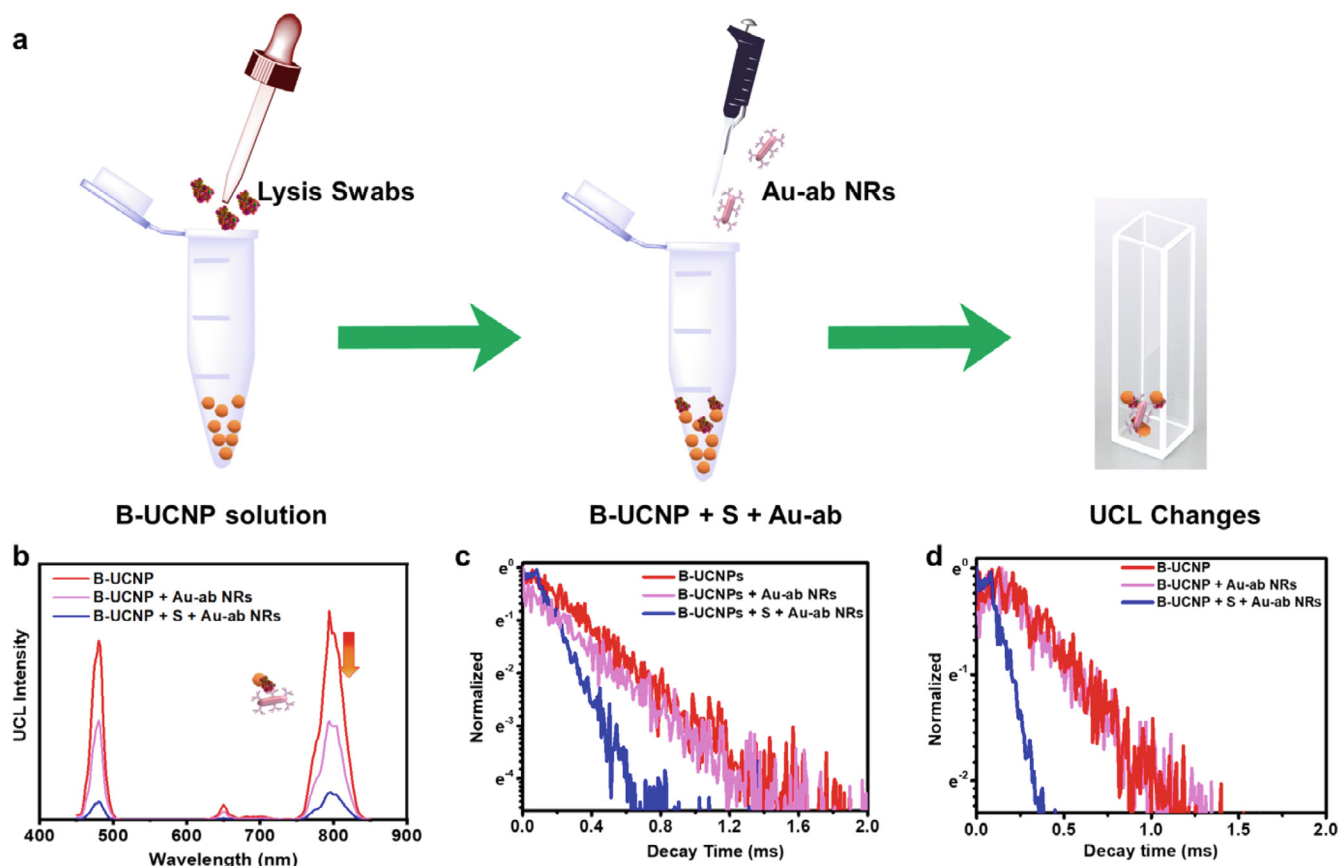 a
Lysis Swabs
Au-ab NRs
B-UCNP solution
B-UCNP + S + Au-ab
UCL Changes
b
B-UCNP
B-UCNP + Au-ab NRs
B-UCNP + S + Au-ab NRs
UCL Intensity
400 500 600 700 800 900
Wavelength (nm)
c
B-UCNPs
B-UCNPs + Au-ab NRs
B-UCNPs + S + Au-ab NRs
Normalized
e⁰
e⁻¹
e⁻²
e⁻³
e⁻⁴
0.0 0.4 0.8 1.2 1.6 2.0
Decay Time (ms)
d
B-UCNP
B-UCNP + Au-ab NRs
B-UCNP + S + Au-ab NRs
Normalized
e⁰
e⁻¹
e⁻²
0.0 0.5 1.0 1.5 2.0
Decay time (ms)